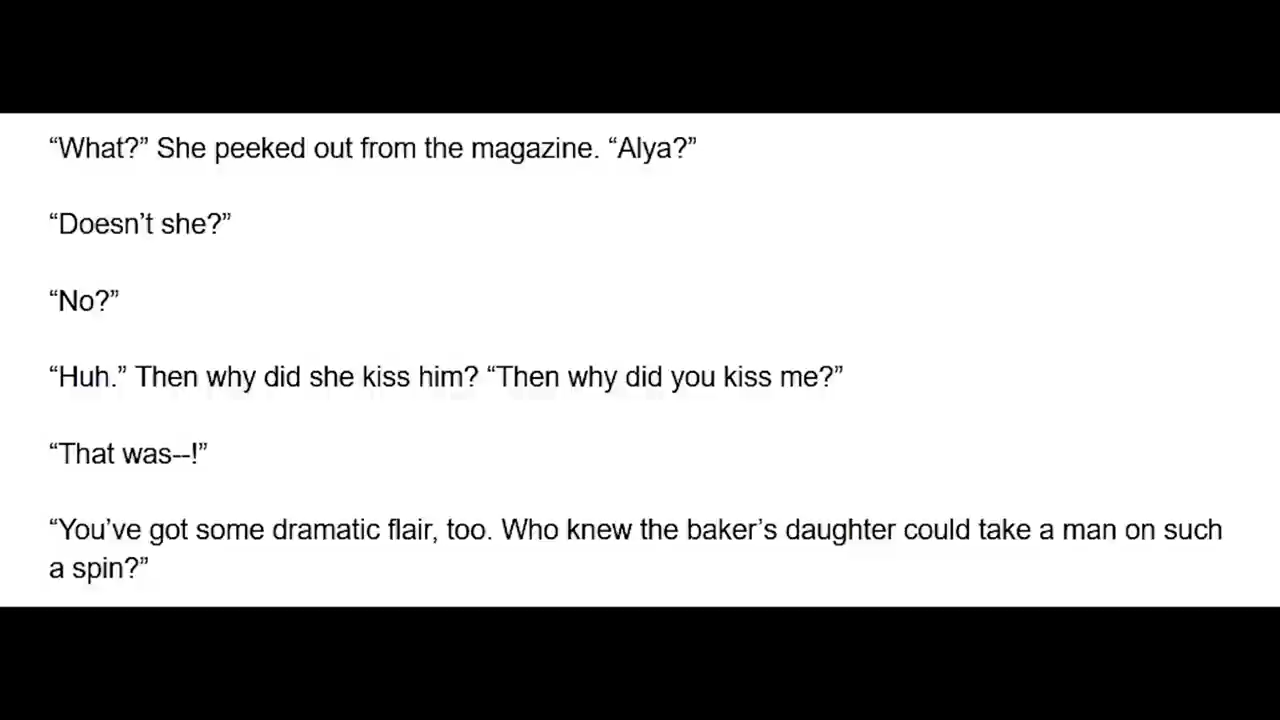 “What?” She peeked out from the magazine. “Alya?”
“Doesn’t she?”
“No?”
“Huh.” Then why did she kiss him? “Then why did you kiss me?”
“That was--!”
“You’ve got some dramatic flair, too. Who knew the baker’s daughter could take a man on such
a spin?”